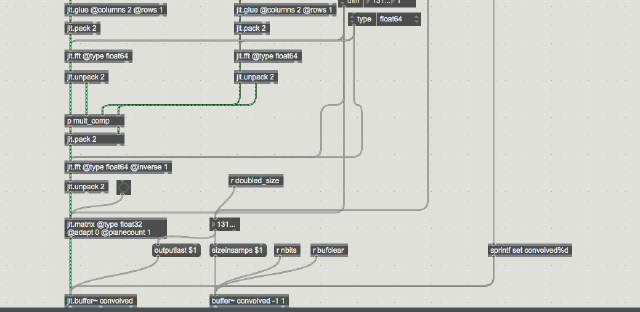 dim 131... 1
jit.glue @columns 2 @rows 1
jit.glue @columns 2 @rows 1
type float64
jit.pack 2
jit.pack 2
jit.fft @type float64
jit.fft @type float64
jit.unpack 2
jit.unpack 2
p mult_comp
jit.pack 2
jit.fft @type float64 @inverse 1
r doubled_size
jit.unpack 2
jit.matrix @type float32
@adapt 0 @planecount 1
131...
outputlast $1
sizeinsamps $1
r nbits
r bufclear
sprintf set convolved%d
jit.buffer~ convolved
buffer~ convolved -1 1